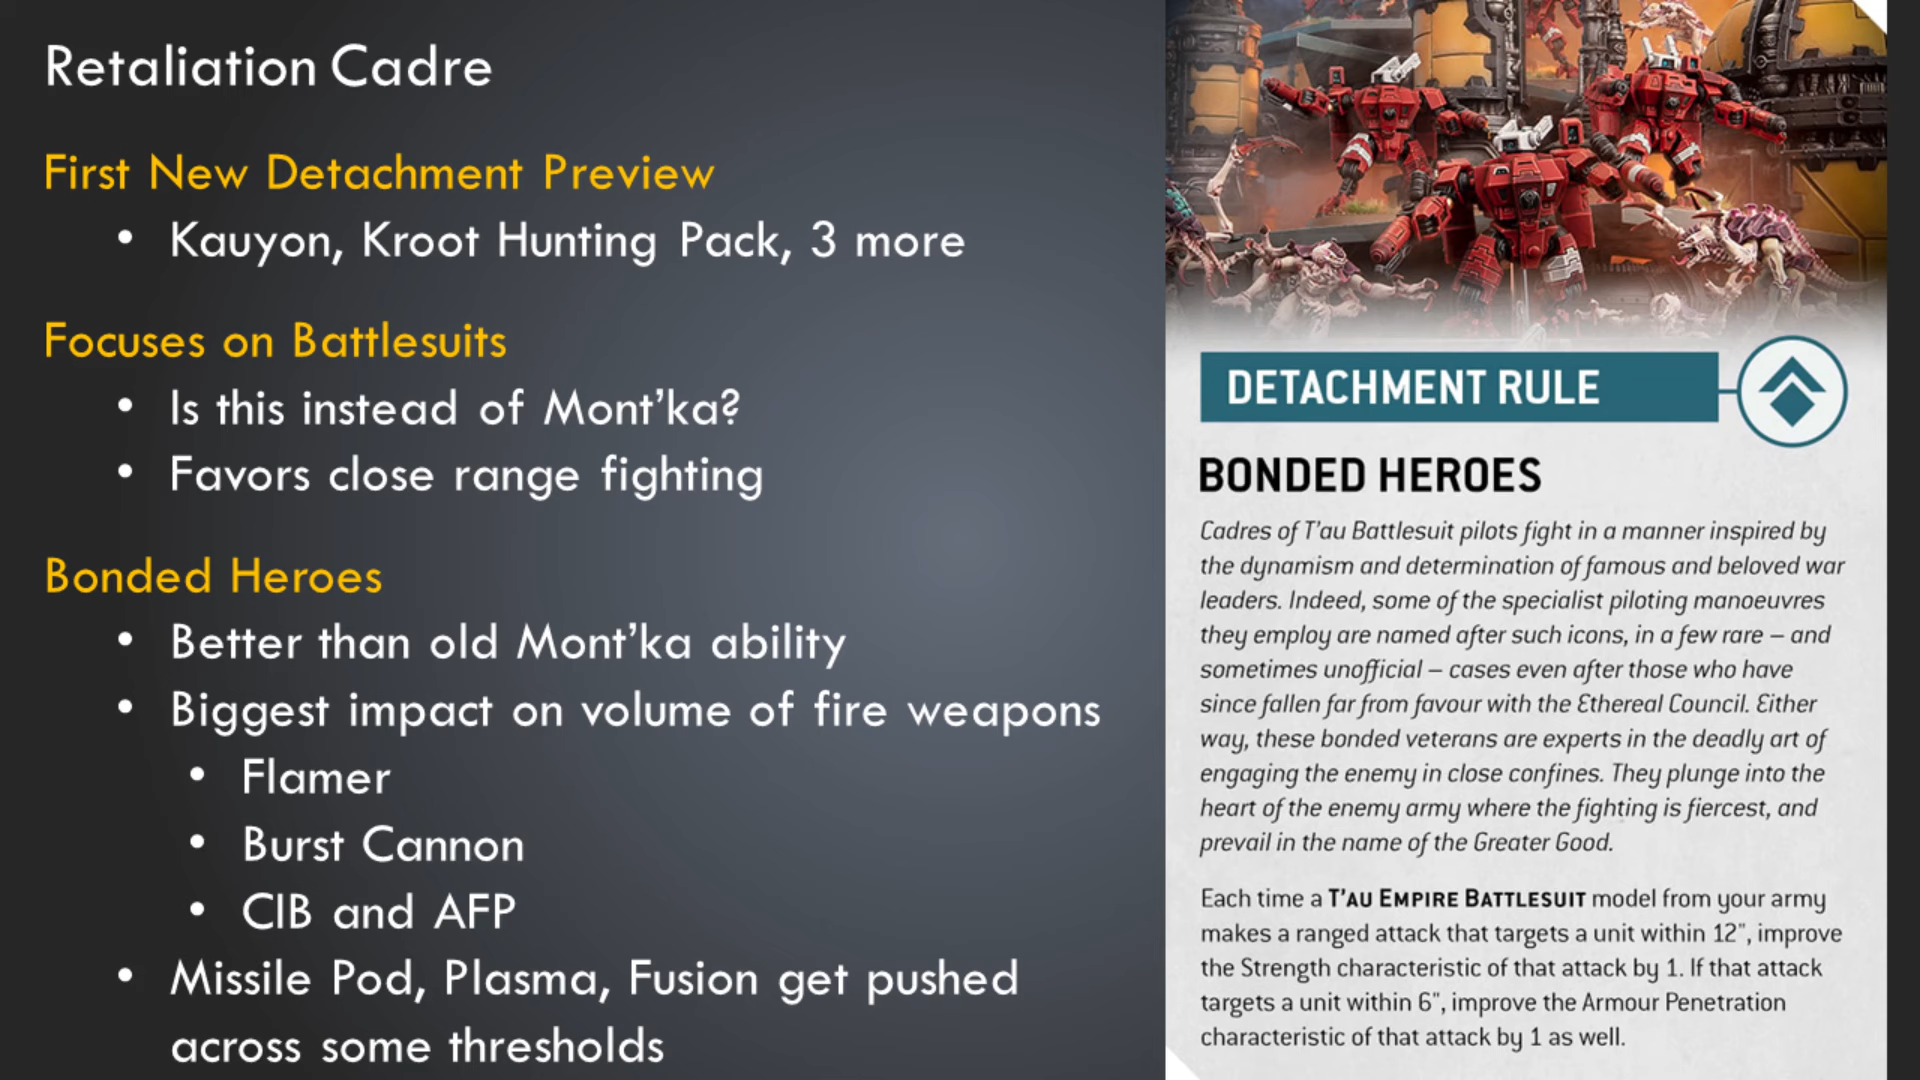 Retaliation Cadre
First New Detachment Preview
• Kauyon, Kroot Hunting Pack, 3 more
Focuses on Battlesuits
• Is this instead of Mont’ka?
• Favors close range fighting
Bonded Heroes
• Better than old Mont’ka ability
• Biggest impact on volume of fire weapons
• Flamer
• Burst Cannon
• CIB and AFP
• Missile Pod, Plasma, Fusion get pushed
across some thresholds
DETACHMENT RULE
BONDED HEROES
Cadres of T’au Battlesuit pilots fight in a manner inspired by
the dynamism and determination of famous and beloved war
leaders. Indeed, some of the specialist piloting manoeuvres
they employ are named after such icons, in a few rare – and
sometimes unofficial – cases even after those who have
since fallen far from favour with the Ethereal Council. Either
way, these bonded veterans are experts in the deadly art of
engaging the enemy in close confines. They plunge into the
heart of the enemy army where the fighting is fiercest, and
prevail in the name of the Greater Good.
Each time a T’AU EMPIRE BATTLESUIT model from your army
makes a ranged attack that targets a unit within 12", improve
the Strength characteristic of that attack by 1. If that attack
targets a unit within 6", improve the Armour Penetration
characteristic of that attack by 1 as well.